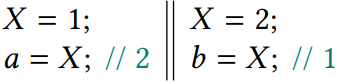 X = 1; ‖ X = 2;
a = X; // 2 ‖ b = X; // 1